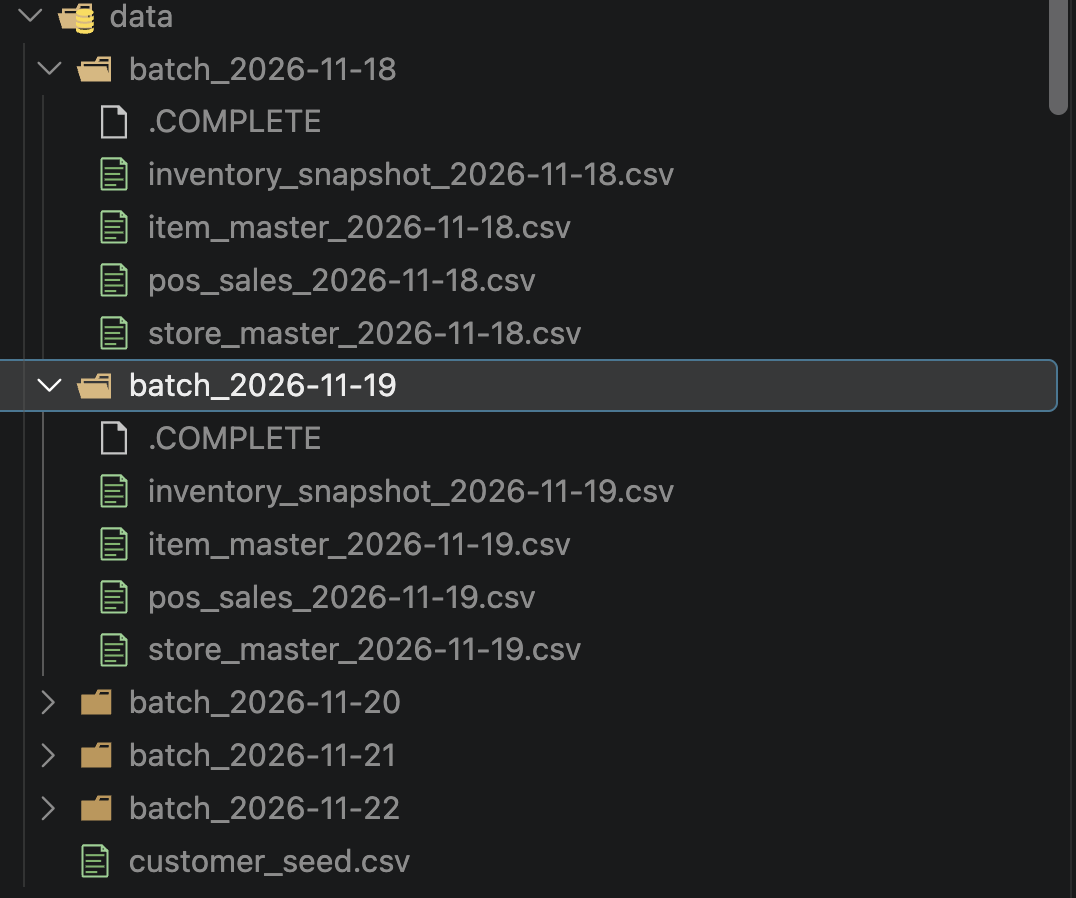 data
batch_2026-11-18
.COMPLETE
inventory_snapshot_2026-11-18.csv
item_master_2026-11-18.csv
pos_sales_2026-11-18.csv
store_master_2026-11-18.csv
batch_2026-11-19
.COMPLETE
inventory_snapshot_2026-11-19.csv
item_master_2026-11-19.csv
pos_sales_2026-11-19.csv
store_master_2026-11-19.csv
batch_2026-11-20
batch_2026-11-21
batch_2026-11-22
customer_seed.csv